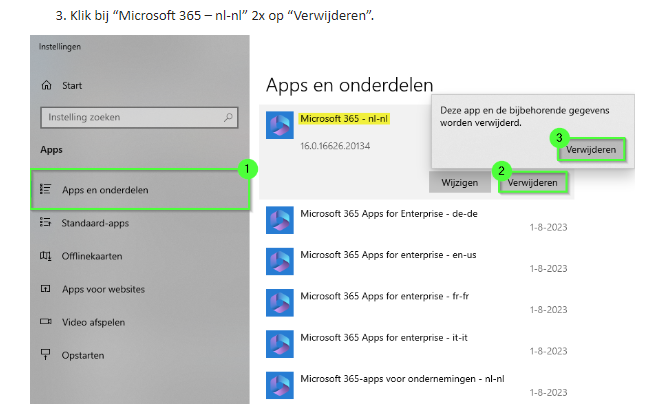 3. Klik bij “Microsoft 365 – nl-nl” 2x op “Verwijderen”.
Instellingen
Start
Instelling zoeken
Apps
1
Apps en onderdelen
Standaard-apps
Offlinekaarten
Apps voor websites
Video afspelen
Opstarten
Apps en onderdelen
Microsoft 365 - nl-nl
16.0.16626.20134
Deze app en de bijbehorende gegevens
worden verwijderd.
3
Verwijderen
2
Wijzigen
Verwijderen
Microsoft 365 Apps for Enterprise - de-de
1-8-2023
Microsoft 365 Apps for enterprise - en-us
1-8-2023
Microsoft 365 Apps for enterprise - fr-fr
1-8-2023
Microsoft 365 Apps for enterprise - it-it
1-8-2023
Microsoft 365-apps voor ondernemingen - nl-nl
1-8-2023